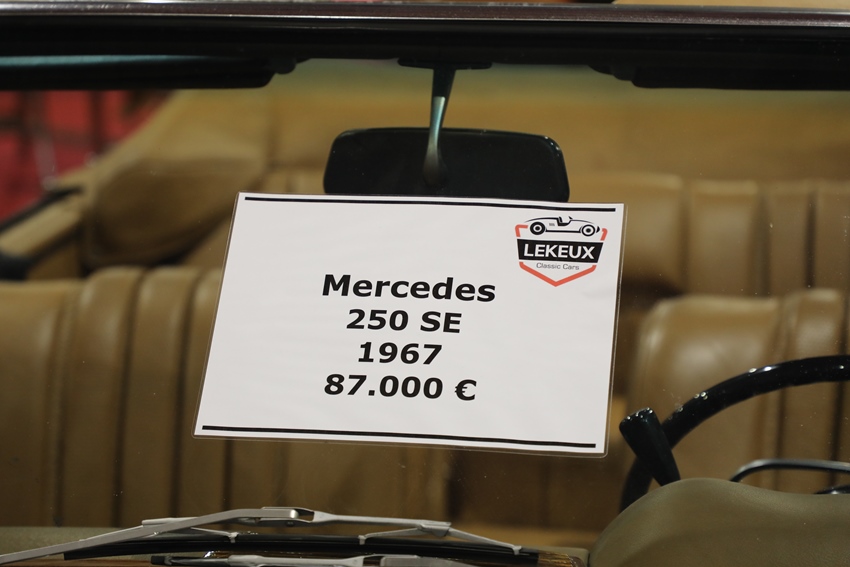 LEKEUX
Classic Cars
Mercedes
250 SE
1967
87.000 €